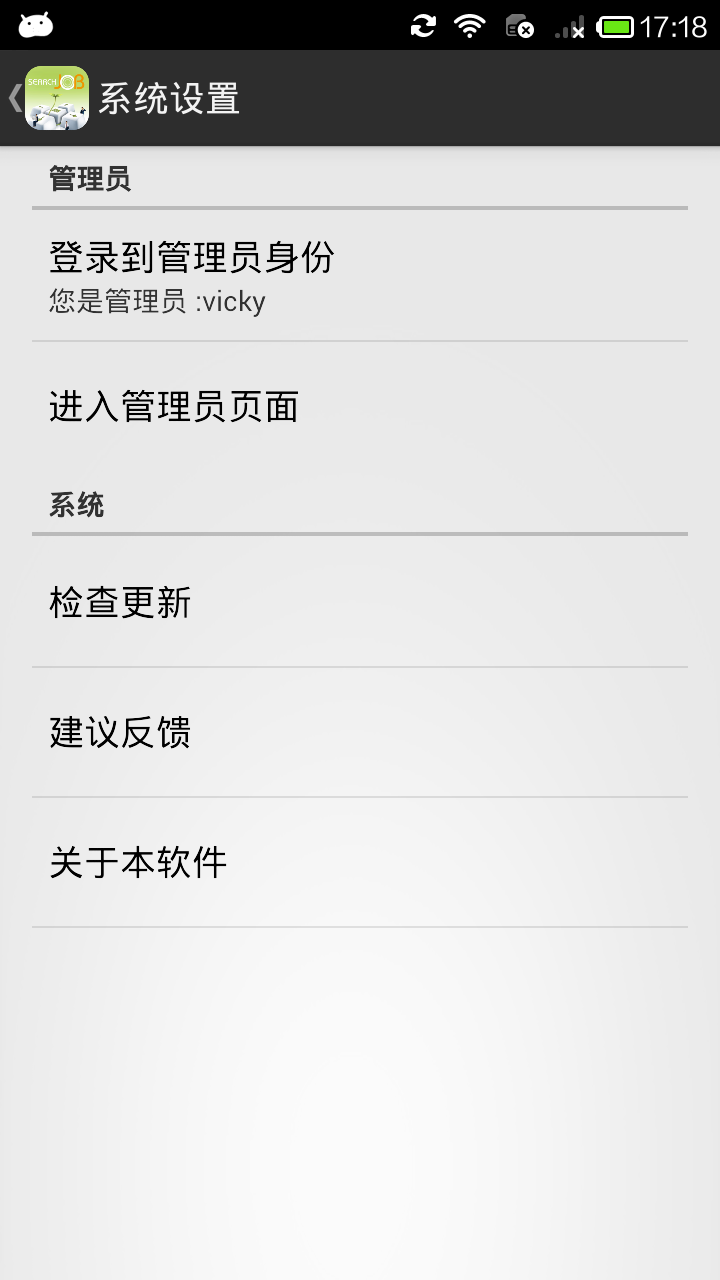 17:18
SEARCH JOB
系统设置
管理员
登录到管理员身份
您是管理员 :vicky
进入管理员页面
系统
检查更新
建议反馈
关于本软件